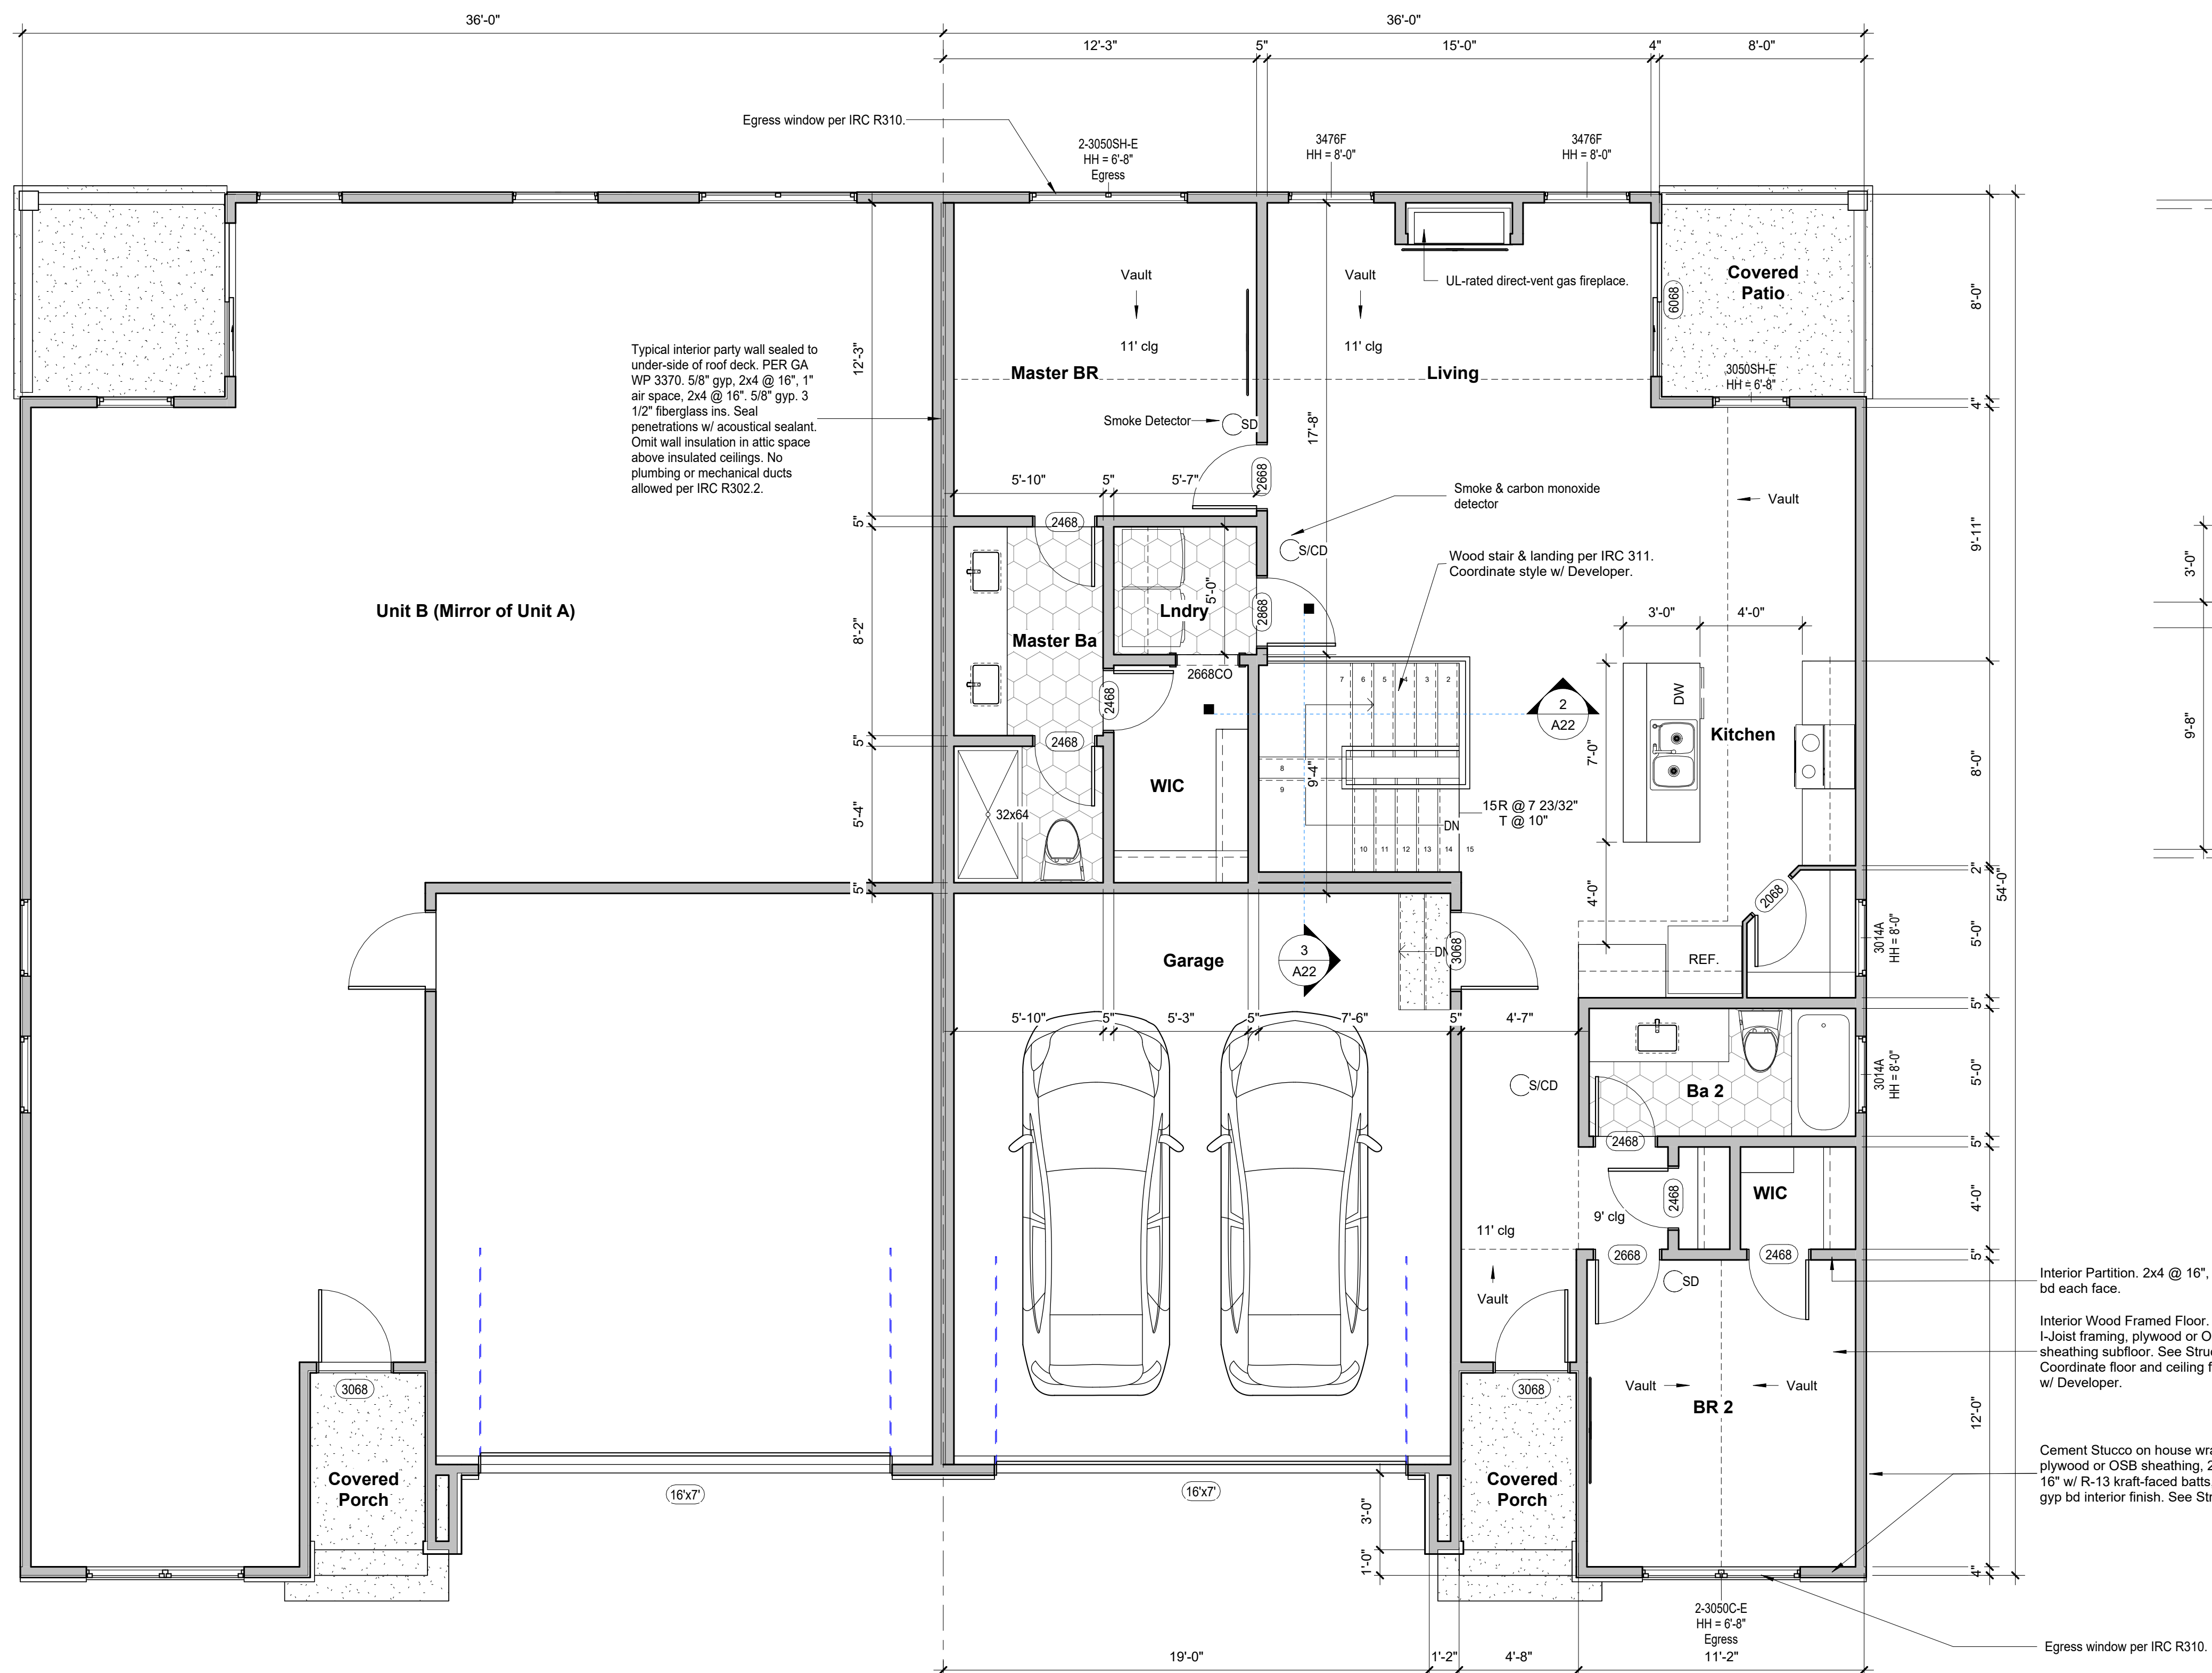 36'-0"
36'-0"
12'-3"
5"
15'-0"
4"
8'-0"
Egress window per IRC R310.
2-3050SH-E
HH = 6'-8"
Egress
3476F
HH = 8'-0"
3476F
HH = 8'-0"
Vault
11' clg
Master BR
Vault
11' clg
Living
UL-rated direct-vent gas fireplace.
Covered
Patio
6068
3050SH-E
HH = 6'-8"
8'-0"
4"
Typical interior party wall sealed to
under-side of roof deck. PER GA
WP 3370. 5/8" gyp, 2x4 @ 16", 1"
air space, 2x4 @ 16". 5/8" gyp. 3
1/2" fiberglass ins. Seal
penetrations w/ acoustical sealant.
Omit wall insulation in attic space
above insulated ceilings. No
plumbing or mechanical ducts
allowed per IRC R302.2.
12'-3"
Smoke Detector
SD
17'-8"
5'-10"
5"
5'-7"
2668
Smoke & carbon monoxide
detector
Vault
9'-11"
3'-0"
5"
2468
S/CD
Wood stair & landing per IRC 311.
Coordinate style w/ Developer.
Unit B (Mirror of Unit A)
8'-2"
Master Ba
Lndry
5'-0"
2868
3'-0"
4'-0"
2668CO
2468
7
6
5
4
3
2
2
A22
DW
Kitchen
7'-0"
9'-8"
5"
2468
WIC
8
9
9'-4"
8'-0"
5'-4"
32x64
15R @ 7 23/32"
T @ 10"
DN
10
11
12
13
14
15
5"
4'-0"
2"
54'-0"
2068
3014A
HH = 8'-0"
5'-0"
Garage
3
A22
DN
3068
REF.
5"
5'-10"
5"
5'-3"
5"
7'-6"
5"
4'-7"
S/CD
Ba 2
3014A
HH = 8'-0"
5'-0"
2468
5"
2468
WIC
4'-0"
11' clg
9' clg
2668
2468
5"
SD
Vault
Interior Partition. 2x4 @ 16",
bd each face.
Interior Wood Framed Floor.
I-Joist framing, plywood or O
sheathing subfloor. See Stru
Coordinate floor and ceiling f
w/ Developer.
3068
3068
Vault
Vault
BR 2
12'-0"
Cement Stucco on house wra
plywood or OSB sheathing, 2
16" w/ R-13 kraft-faced batts.
gyp bd interior finish. See Str
Covered
Porch
16'x7'
16'x7'
Covered
Porch
3'-0"
1'-0"
4"
2-3050C-E
HH = 6'-8"
Egress
Egress window per IRC R310.
19'-0"
1'-2"
4'-8"
11'-2"